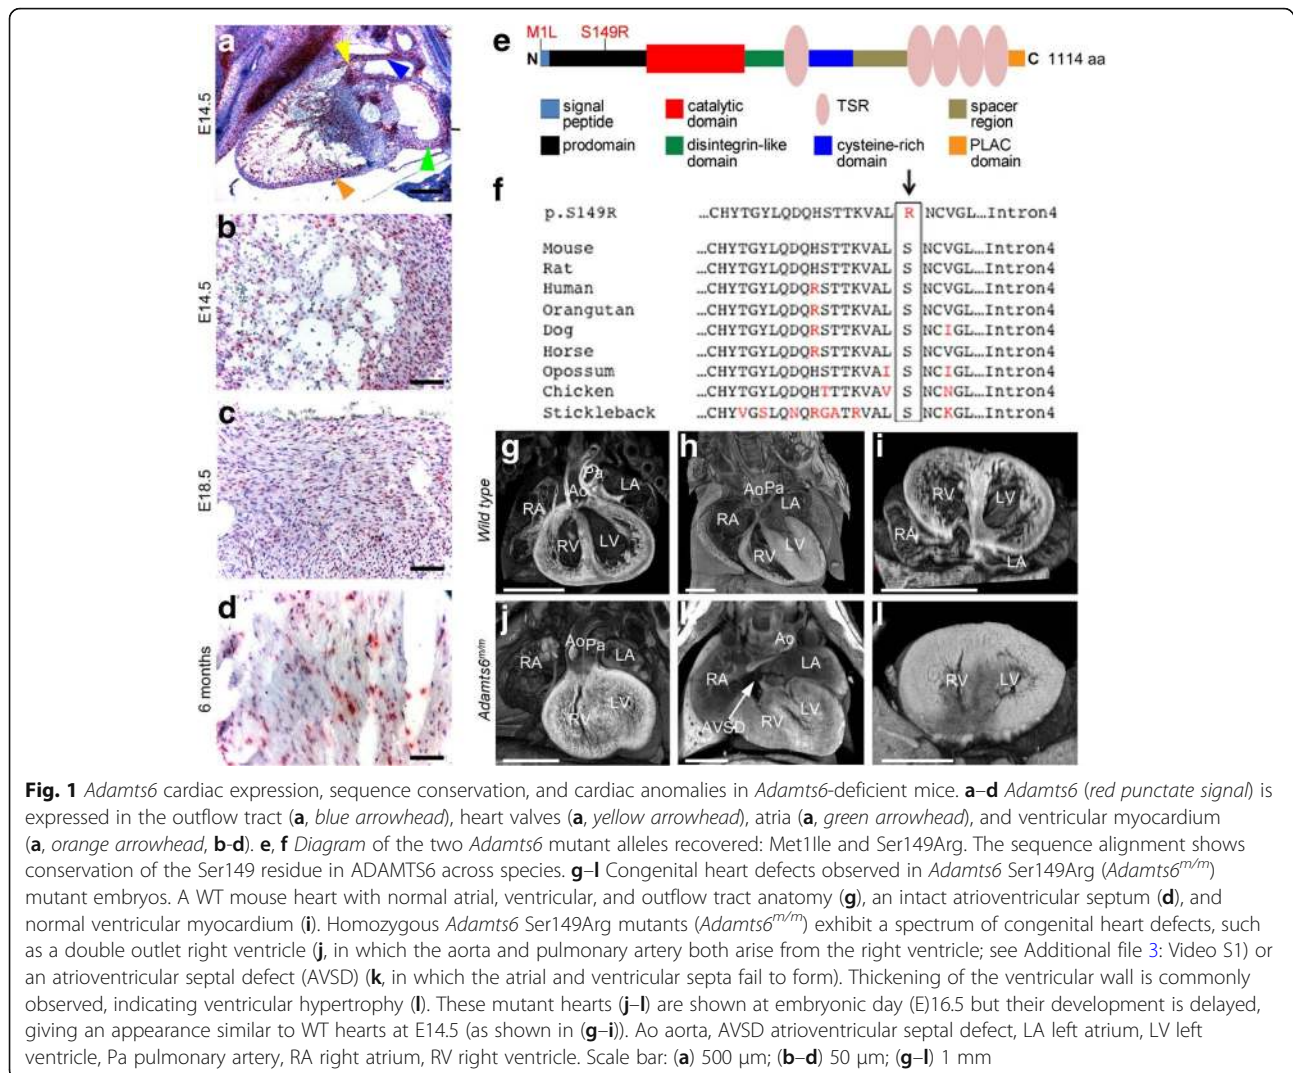 a
E14.5
b
E14.5
c
E18.5
d
6 months
e
M1L S149R
N C 1114 aa
signal peptide
catalytic domain
TSR
spacer region
prodomain
disintegrin-like domain
cysteine-rich domain
PLAC domain
f
p.S149R ...CHYTGYLQDQHSTTKVAL R NCVGL...Intron4
Mouse ...CHYTGYLQDQHSTTKVAL S NCVGL...Intron4
Rat ...CHYTGYLQDQHSTTKVAL S NCVGL...Intron4
Human ...CHYTGYLQDQRSTTKVAL S NCVGL...Intron4
Orangutan ...CHYTGYLQDQRSTTKVAL S NCVGL...Intron4
Dog ...CHYTGYLQDQRSTTKVAL S NCIGL...Intron4
Horse ...CHYTGYLQDQRSTTKVAL S NCVGL...Intron4
Opossum ...CHYTGYLQDQHSTTKVAI S NCIGL...Intron4
Chicken ...CHYTGYLQDQHTTTKVAV S NCNGL...Intron4
Stickleback ...CHYVGSLQNQRGATRVAL S NCKGL...Intron4
Wild type
g
Pa
Ao
LA
RA
RV
LV
h
Ao Pa
LA
RA
RV
LV
i
RV
LV
RA
LA
Adamts6m/m
j
Ao Pa
RA
LA
RV
LV
k
Ao
RA
LA
AVSD
RV
LV
l
RV
LV
Fig. 1 Adamts6 cardiac expression, sequence conservation, and cardiac anomalies in Adamts6-deficient mice. a–d Adamts6 (red punctate signal) is
expressed in the outflow tract (a, blue arrowhead), heart valves (a, yellow arrowhead), atria (a, green arrowhead), and ventricular myocardium
(a, orange arrowhead, b-d). e, f Diagram of the two Adamts6 mutant alleles recovered: Met1Ile and Ser149Arg. The sequence alignment shows
conservation of the Ser149 residue in ADAMTS6 across species. g–l Congenital heart defects observed in Adamts6 Ser149Arg (Adamts6m/m)
mutant embryos. A WT mouse heart with normal atrial, ventricular, and outflow tract anatomy (g), an intact atrioventricular septum (d), and
normal ventricular myocardium (i). Homozygous Adamts6 Ser149Arg mutants (Adamts6m/m) exhibit a spectrum of congenital heart defects, such
as a double outlet right ventricle (j, in which the aorta and pulmonary artery both arise from the right ventricle; see Additional file 3: Video S1) or
an atrioventricular septal defect (AVSD) (k, in which the atrial and ventricular septa fail to form). Thickening of the ventricular wall is commonly
observed, indicating ventricular hypertrophy (l). These mutant hearts (j–l) are shown at embryonic day (E)16.5 but their development is delayed,
giving an appearance similar to WT hearts at E14.5 (as shown in (g–i)). Ao aorta, AVSD atrioventricular septal defect, LA left atrium, LV left
ventricle, Pa pulmonary artery, RA right atrium, RV right ventricle. Scale bar: (a) 500 µm; (b–d) 50 µm; (g–l) 1 mm